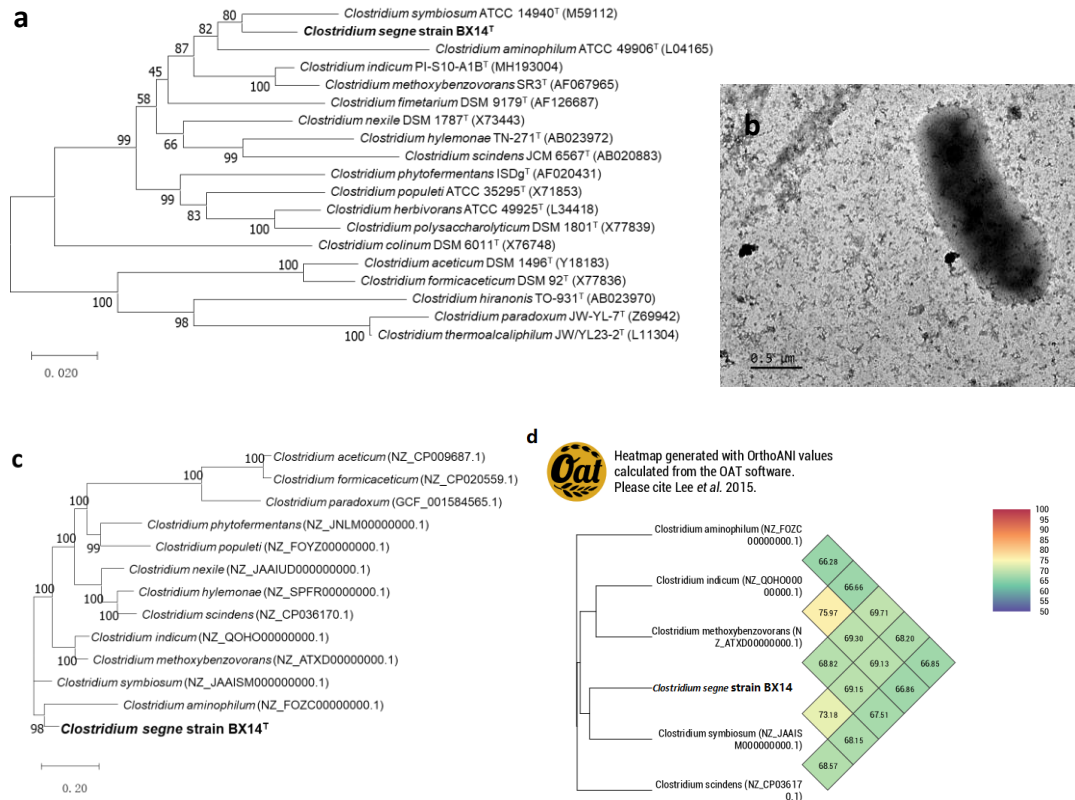 a
80
Clostridium symbiosum ATCC 14940ᵀ (M59112)
82
Clostridium segne strain BX14ᵀ
87
Clostridium aminophilum ATCC 49906ᵀ (L04165)
45
Clostridium indicum PI-S10-A1Bᵀ (MH193004)
100
Clostridium methoxybenzovorans SR3ᵀ (AF067965)
58
Clostridium fimetarium DSM 9179ᵀ (AF126687)
Clostridium nexile DSM 1787ᵀ (X73443)
99
66
Clostridium hylemonae TN-271ᵀ (AB023972)
99
Clostridium scindens JCM 6567ᵀ (AB020883)
Clostridium phytofermentans ISDgᵀ (AF020431)
99
Clostridium populeti ATCC 35295ᵀ (X71853)
83
Clostridium herbivorans ATCC 49925ᵀ (L34418)
100
Clostridium polysaccharolyticum DSM 1801ᵀ (X77839)
Clostridium colinum DSM 6011ᵀ (X76748)
100
Clostridium aceticum DSM 1496ᵀ (Y18183)
Clostridium formicaceticum DSM 92ᵀ (X77836)
100
Clostridium hiranonis TO-931ᵀ (AB023970)
98
Clostridium paradoxum JW-YL-7ᵀ (Z69942)
100
Clostridium thermoalcaliphilum JW/YL23-2ᵀ (L11304)
0.020
b
0.5 μm
c
Clostridium aceticum (NZ_CP009687.1)
100
100
Clostridium formicaceticum (NZ_CP020559.1)
100
Clostridium paradoxum (GCF_001584565.1)
Clostridium phytofermentans (NZ_JNLM00000000.1)
100
99
Clostridium populeti (NZ_FOYZ00000000.1)
Clostridium nexile (NZ_JAAIUD000000000.1)
100
100
Clostridium hylemonae (NZ_SPFR00000000.1)
100
Clostridium scindens (NZ_CP036170.1)
Clostridium indicum (NZ_QOHO00000000.1)
100
Clostridium methoxybenzovorans (NZ_ATXD00000000.1)
Clostridium symbiosum (NZ_JAAISM000000000.1)
Clostridium aminophilum (NZ_FOZC00000000.1)
98
Clostridium segne strain BX14ᵀ
0.20
d
Oat
Heatmap generated with OrthoANI values
calculated from the OAT software.
Please cite Lee et al. 2015.
100
95
90
85
80
75
70
65
60
55
50
Clostridium aminophilum (NZ_FOZC
00000000.1)
Clostridium indicum (NZ_QOHO0000
0000.1)
Clostridium methoxybenzovorans (N
Z_ATXD00000000.1)
Clostridium segne strain BX14
Clostridium symbiosum (NZ_JAAIS
M000000000.1)
Clostridium scindens (NZ_CP03617
0.1)
66.28
66.66
75.97
69.71
69.30
68.20
68.82
69.13
66.85
69.15
66.86
73.18
67.51
68.15
68.57